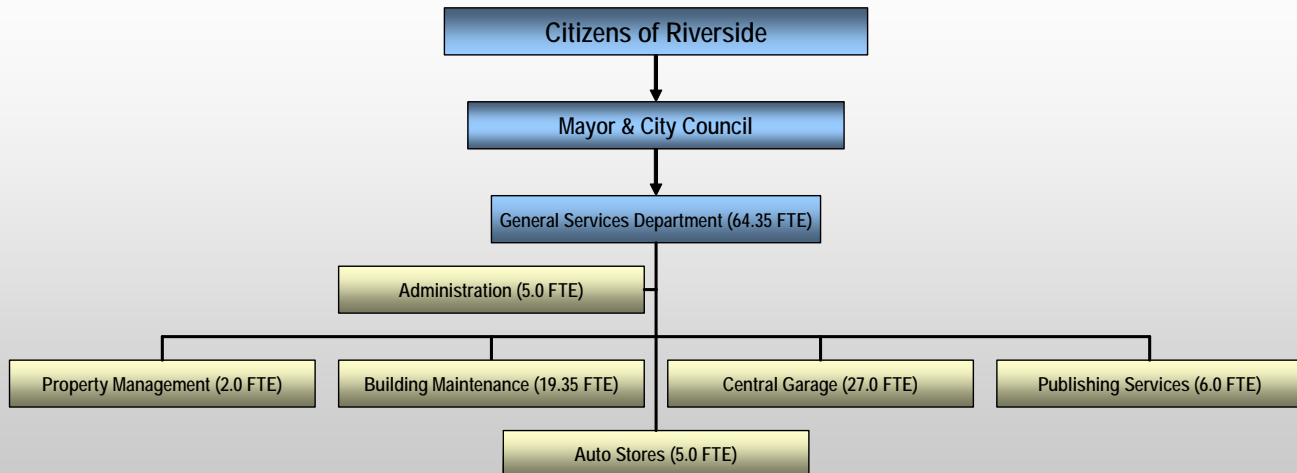 Citizens of Riverside
Mayor & City Council
General Services Department (64.35 FTE)
Administration (5.0 FTE)
Property Management (2.0 FTE)
Building Maintenance (19.35 FTE)
Central Garage (27.0 FTE)
Publishing Services (6.0 FTE)
Auto Stores (5.0 FTE)